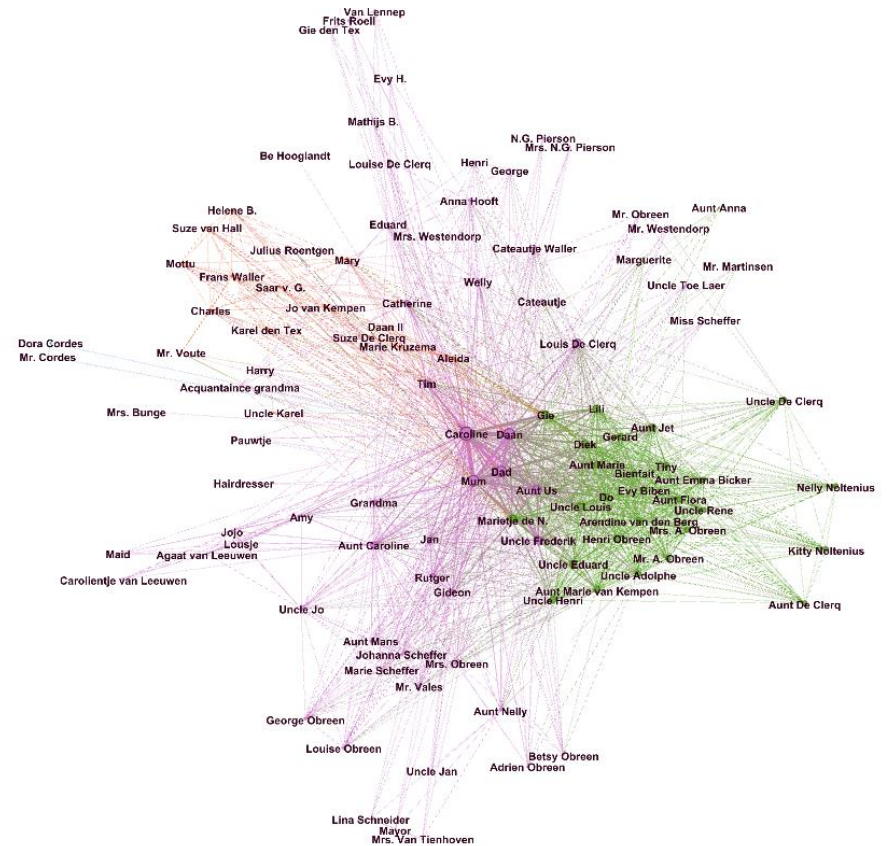 Van Lennep
Frits Roell
Gie den Tex
Evy H.
Mathijs B.
N.G. Pierson
Mrs. N.G. Pierson
Be Hooglandt
Louise De Clerq
Henri
George
Anna Hooft
Helene B.
Mr. Obreen
Aunt Anna
Suze van Hall
Eduard
Mr. Westendorp
Mrs. Westendorp
Julius Roentgen
Cateautje Waller
Mottu
Mary
Marguerite
Mr. Martinsen
Frans Waller
Saar v. G.
Welly
Uncle Toe Laer
Charles
Jo van Kempen
Catherine
Cateautje
Miss Scheffer
Karel den Tex
Daan II
Suze De Clerq
Dora Cordes
Louis De Clerq
Marie Kruzema
Mr. Cordes
Mr. Voute
Aleida
Harry
Tim
Acquantaince grandma
Uncle De Clerq
Mrs. Bunge
Uncle Karel
Gie
Lili
Aunt Jet
Pauwtje
Caroline
Daan
Gerard
Diek
Aunt Marie
Tiny
Dad
Bienfait
Mum
Aunt Emma Bicker
Hairdresser
Aunt Us
Evy Biben
Nelly Noltenius
Do
Aunt Flora
Grandma
Uncle Louis
Uncle Rene
Amy
Marietje de N.
Arendine van den Berg
Jojo
Mrs. A. Obreen
Lousje
Aunt Caroline
Jan
Uncle Frederik
Henri Obreen
Maid
Agaat van Leeuwen
Kitty Noltenius
Mr. A. Obreen
Uncle Eduard
Carolientje van Leeuwen
Rutger
Uncle Adolphe
Gideon
Aunt Marie van Kempen
Uncle Henri
Aunt De Clerq
Uncle Jo
Aunt Mans
Johanna Scheffer
Marie Scheffer
Mrs. Obreen
Mr. Vales
Aunt Nelly
George Obreen
Louise Obreen
Betsy Obreen
Adrien Obreen
Uncle Jan
Lina Schneider
Mayor
Mrs. Van Tienhoven